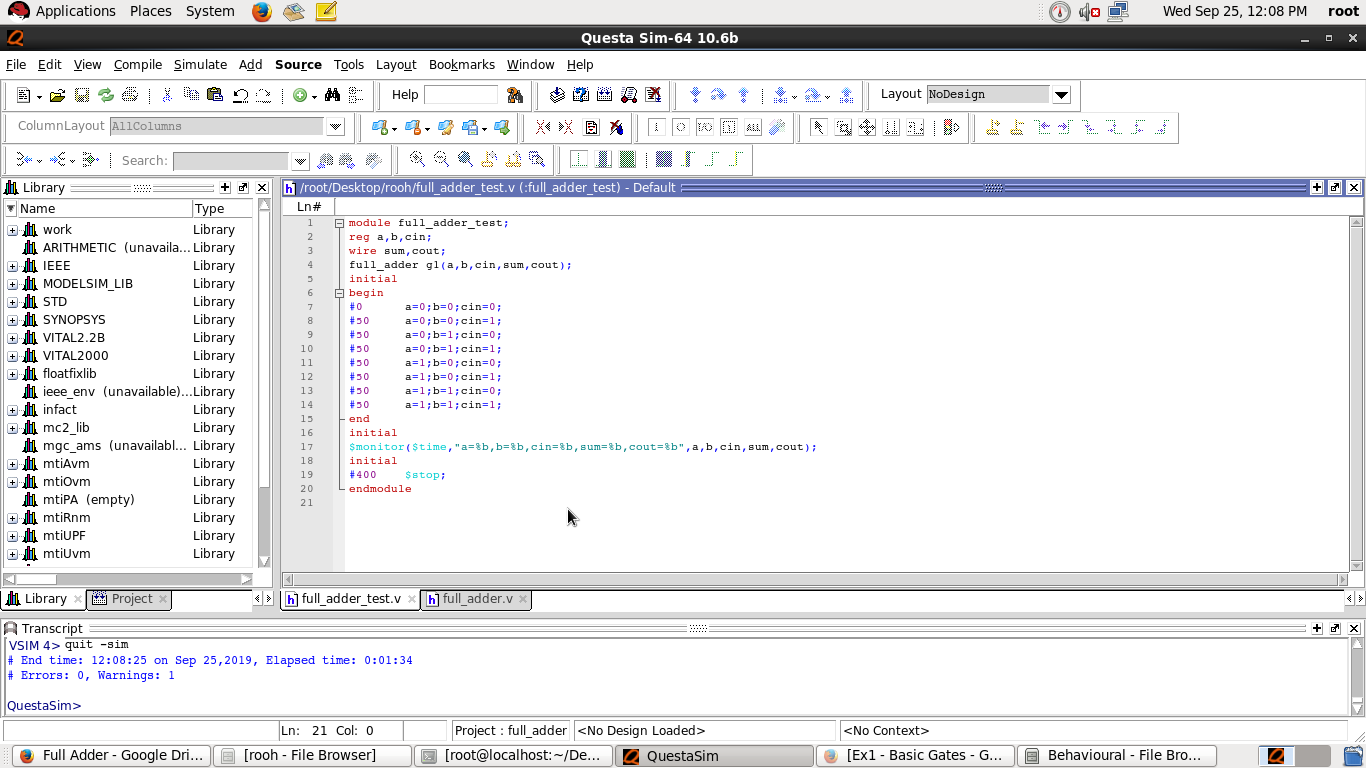 Applications Places System Wed Sep 25, 12:08 PM root
Questa Sim-64 10.6b
File Edit View Compile Simulate Add Source Tools Layout Bookmarks Window Help
Help Layout NoDesign
ColumnLayout AllColumns
Search:
Library
Name Type
work Library
ARITHMETIC (unavaila... Library
IEEE Library
MODELSIM_LIB Library
STD Library
SYNOPSYS Library
VITAL2.2B Library
VITAL2000 Library
floatfixlib Library
ieee_env (unavailable)... Library
infact Library
mc2_lib Library
mgc_ams (unavailabl... Library
mtiAvm Library
mtiOvm Library
mtiPA (empty) Library
mtiRnm Library
mtiUPF Library
mtiUvm Library
Library Project
/root/Desktop/rooh/full_adder_test.v (:full_adder_test) - Default
Ln#
1 module full_adder_test;
2 reg a,b,cin;
3 wire sum,cout;
4 full_adder g1(a,b,cin,sum,cout);
5 initial
6 begin
7 #0 a=0;b=0;cin=0;
8 #50 a=0;b=0;cin=1;
9 #50 a=0;b=1;cin=0;
10 #50 a=0;b=1;cin=1;
11 #50 a=1;b=0;cin=0;
12 #50 a=1;b=0;cin=1;
13 #50 a=1;b=1;cin=0;
14 #50 a=1;b=1;cin=1;
15 end
16 initial
17 $monitor($time,"a=%b,b=%b,cin=%b,sum=%b,cout=%b",a,b,cin,sum,cout);
18 initial
19 #400 $stop;
20 endmodule
21
full_adder_test.v full_adder.v
Transcript
VSIM 4> quit -sim
# End time: 12:08:25 on Sep 25,2019, Elapsed time: 0:01:34
# Errors: 0, Warnings: 1
QuestaSim>
Ln: 21 Col: 0 Project : full_adder <No Design Loaded> <No Context>
Full Adder - Google Dri... [rooh - File Browser] [root@localhost:~/De... QuestaSim [Ex1 - Basic Gates - G... Behavioural - File Bro...